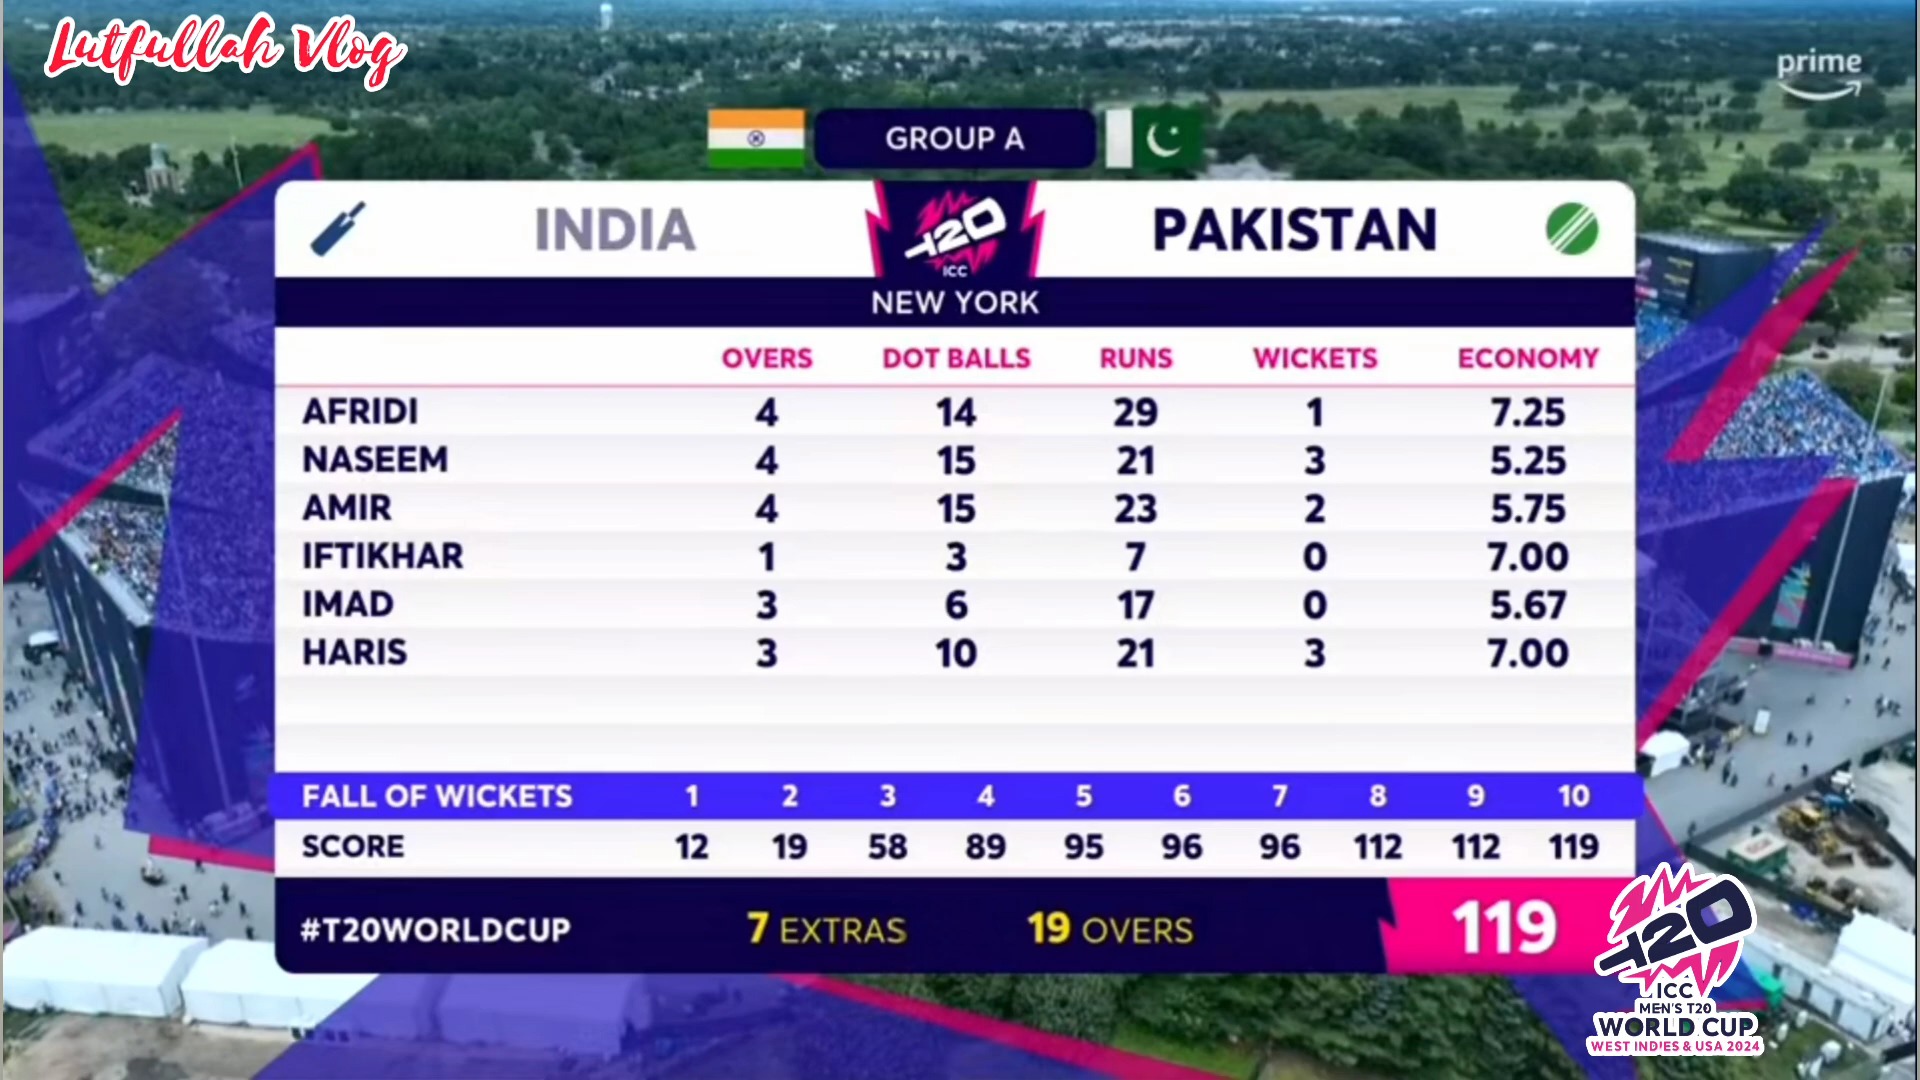 Lutfullah Vlog
prime
GROUP A
INDIA
T20
ICC
PAKISTAN
NEW YORK
OVERS DOT BALLS RUNS WICKETS ECONOMY
AFRIDI 4 14 29 1 7.25
NASEEM 4 15 21 3 5.25
AMIR 4 15 23 2 5.75
IFTIKHAR 1 3 7 0 7.00
IMAD 3 6 17 0 5.67
HARIS 3 10 21 3 7.00
FALL OF WICKETS 1 2 3 4 5 6 7 8 9 10
SCORE 12 19 58 89 95 96 96 112 112 119
#T20WORLDCUP 7 EXTRAS 19 OVERS 119
T20
ICC
MEN'S T20
WORLD CUP
WEST INDIES & USA 2024